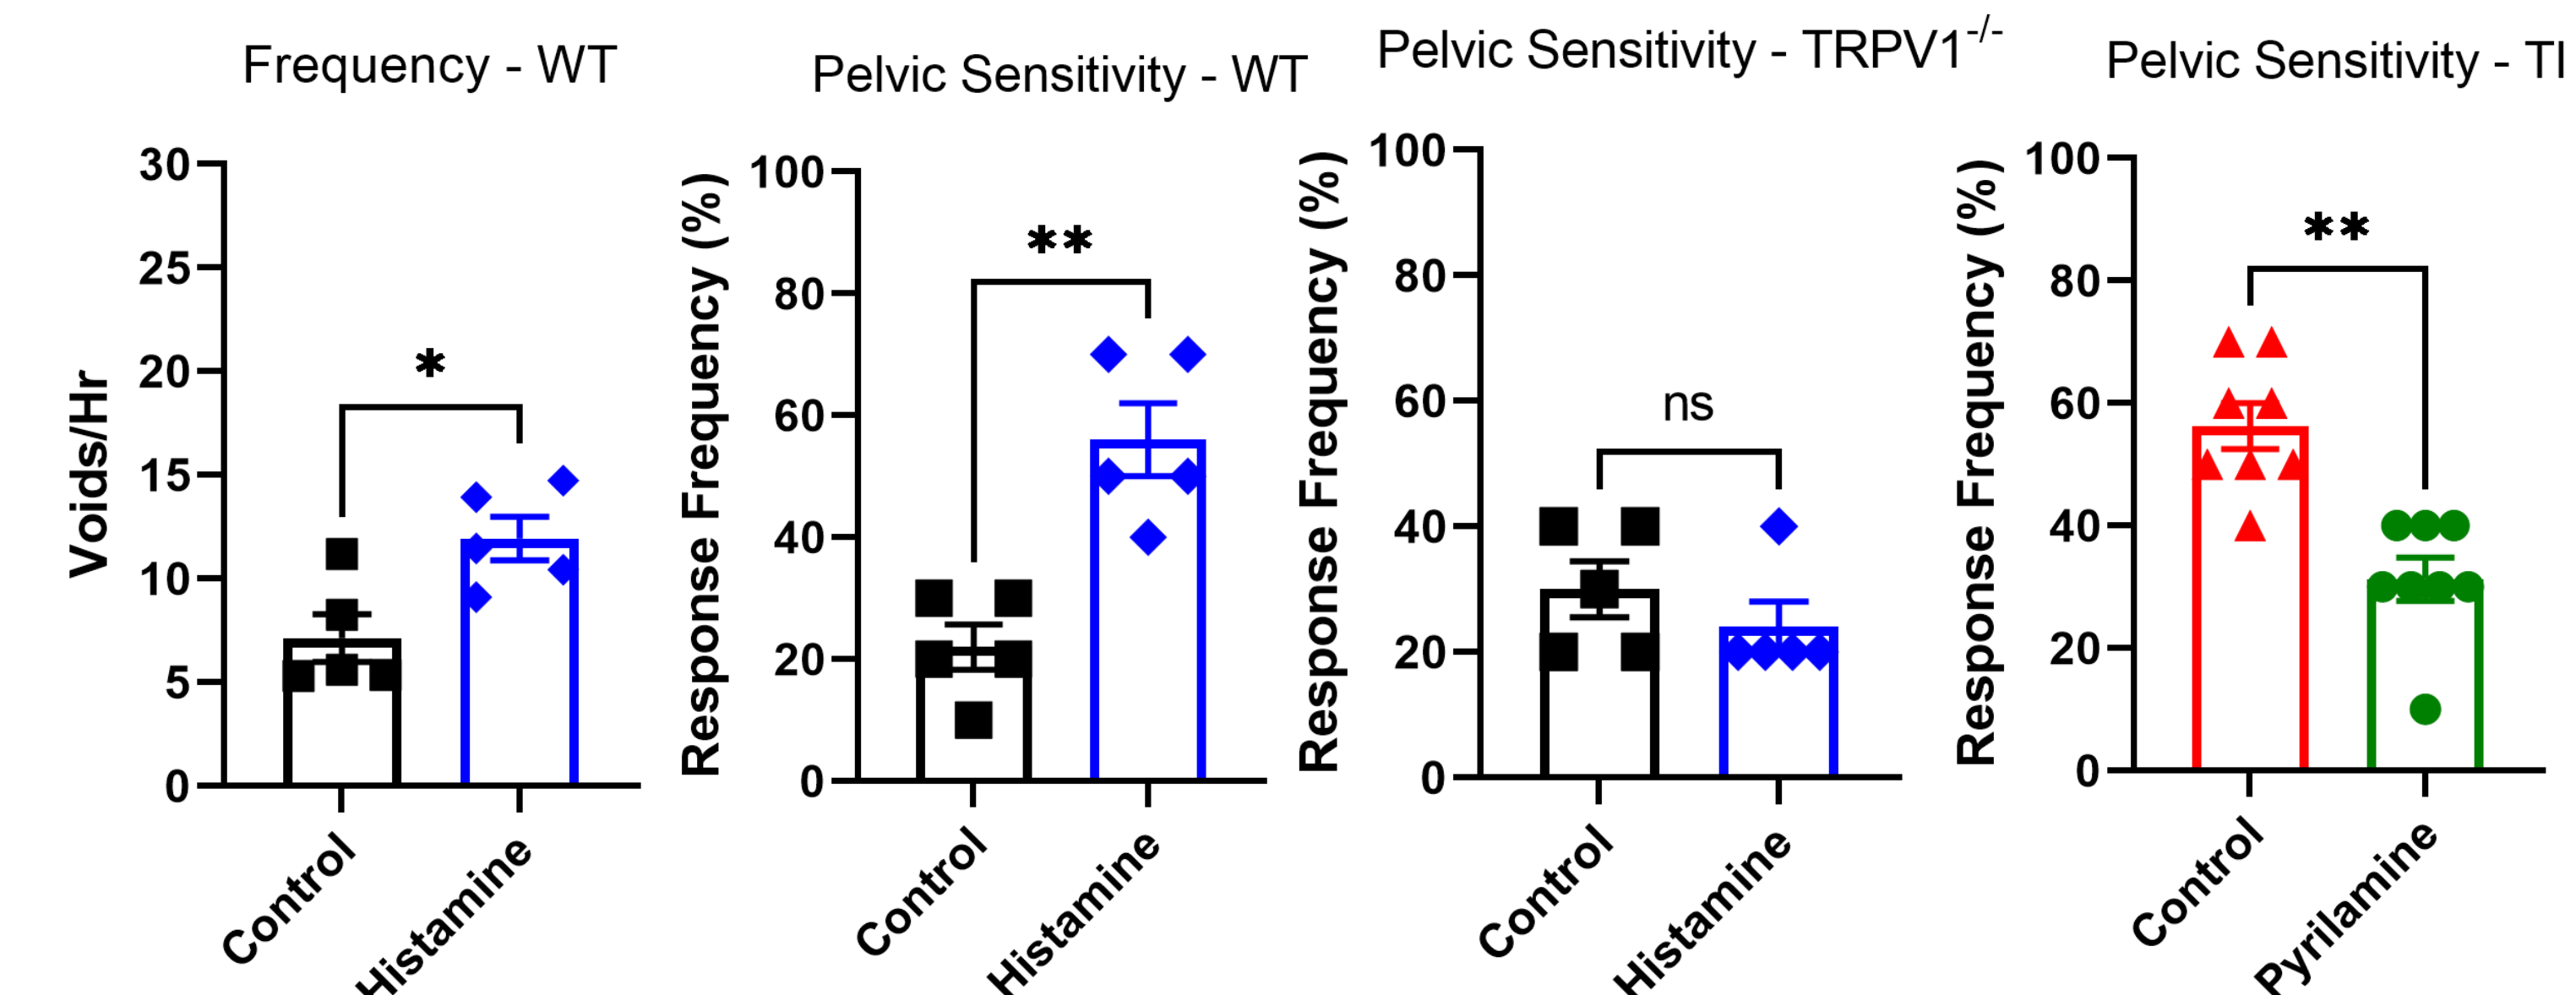 Frequency - WT
Voids/Hr
30
25
20
15
10
5
0
*
Control
Histamine
Pelvic Sensitivity - WT
Response Frequency (%)
100
80
60
40
20
0
**
Control
Histamine
Pelvic Sensitivity - TRPV1-/-
Response Frequency (%)
100
80
60
40
20
0
ns
Control
Histamine
Pelvic Sensitivity - TI
Response Frequency (%)
100
80
60
40
20
0
**
Control
Pyrilamine